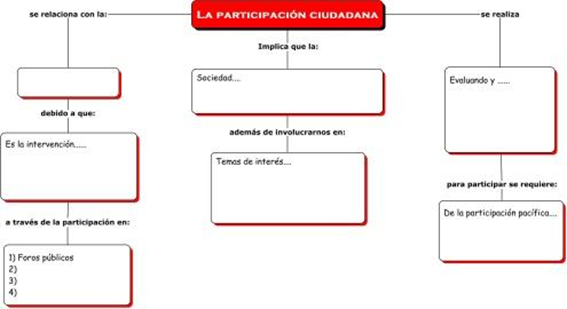 se relaciona con la:
LA PARTICIPACIÓN CIUDADANA
se realiza
Implica que la:
Sociedad....
Evaluando y ......
debido a que:
además de involucrarnos en:
Es la intervención......
Temas de interés....
para participar se requiere:
a través de la participación en:
De la participación pacífica....
1) Foros públicos
2)
3)
4)